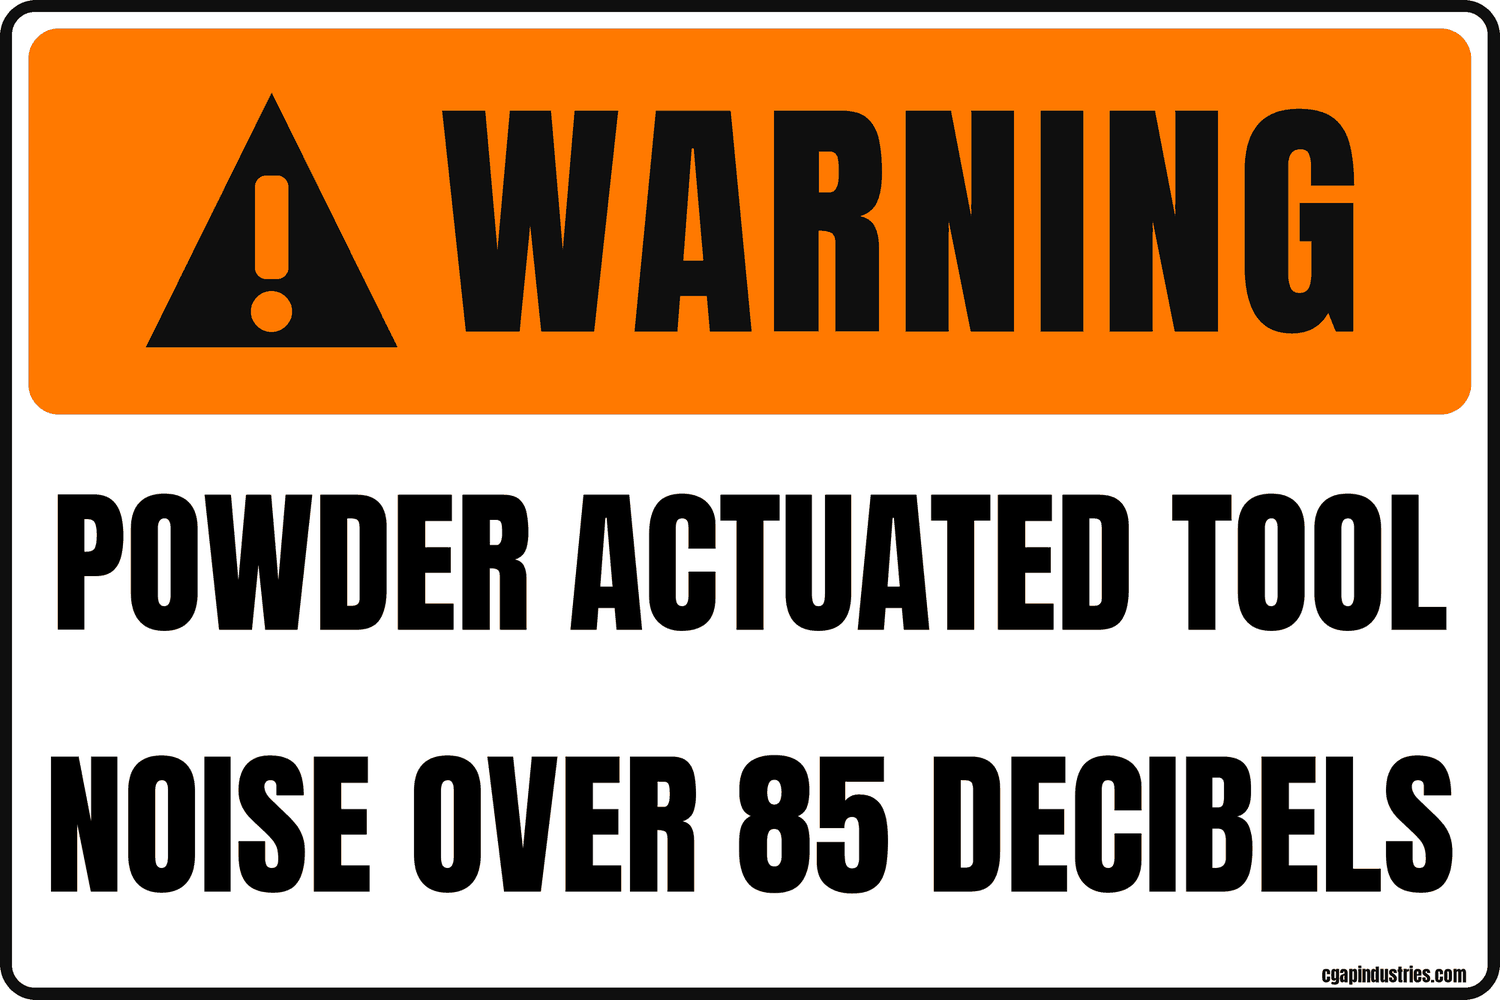 WARNING
POWDER ACTUATED TOOL
NOISE OVER 85 DECIBELS
cgapindustries.com